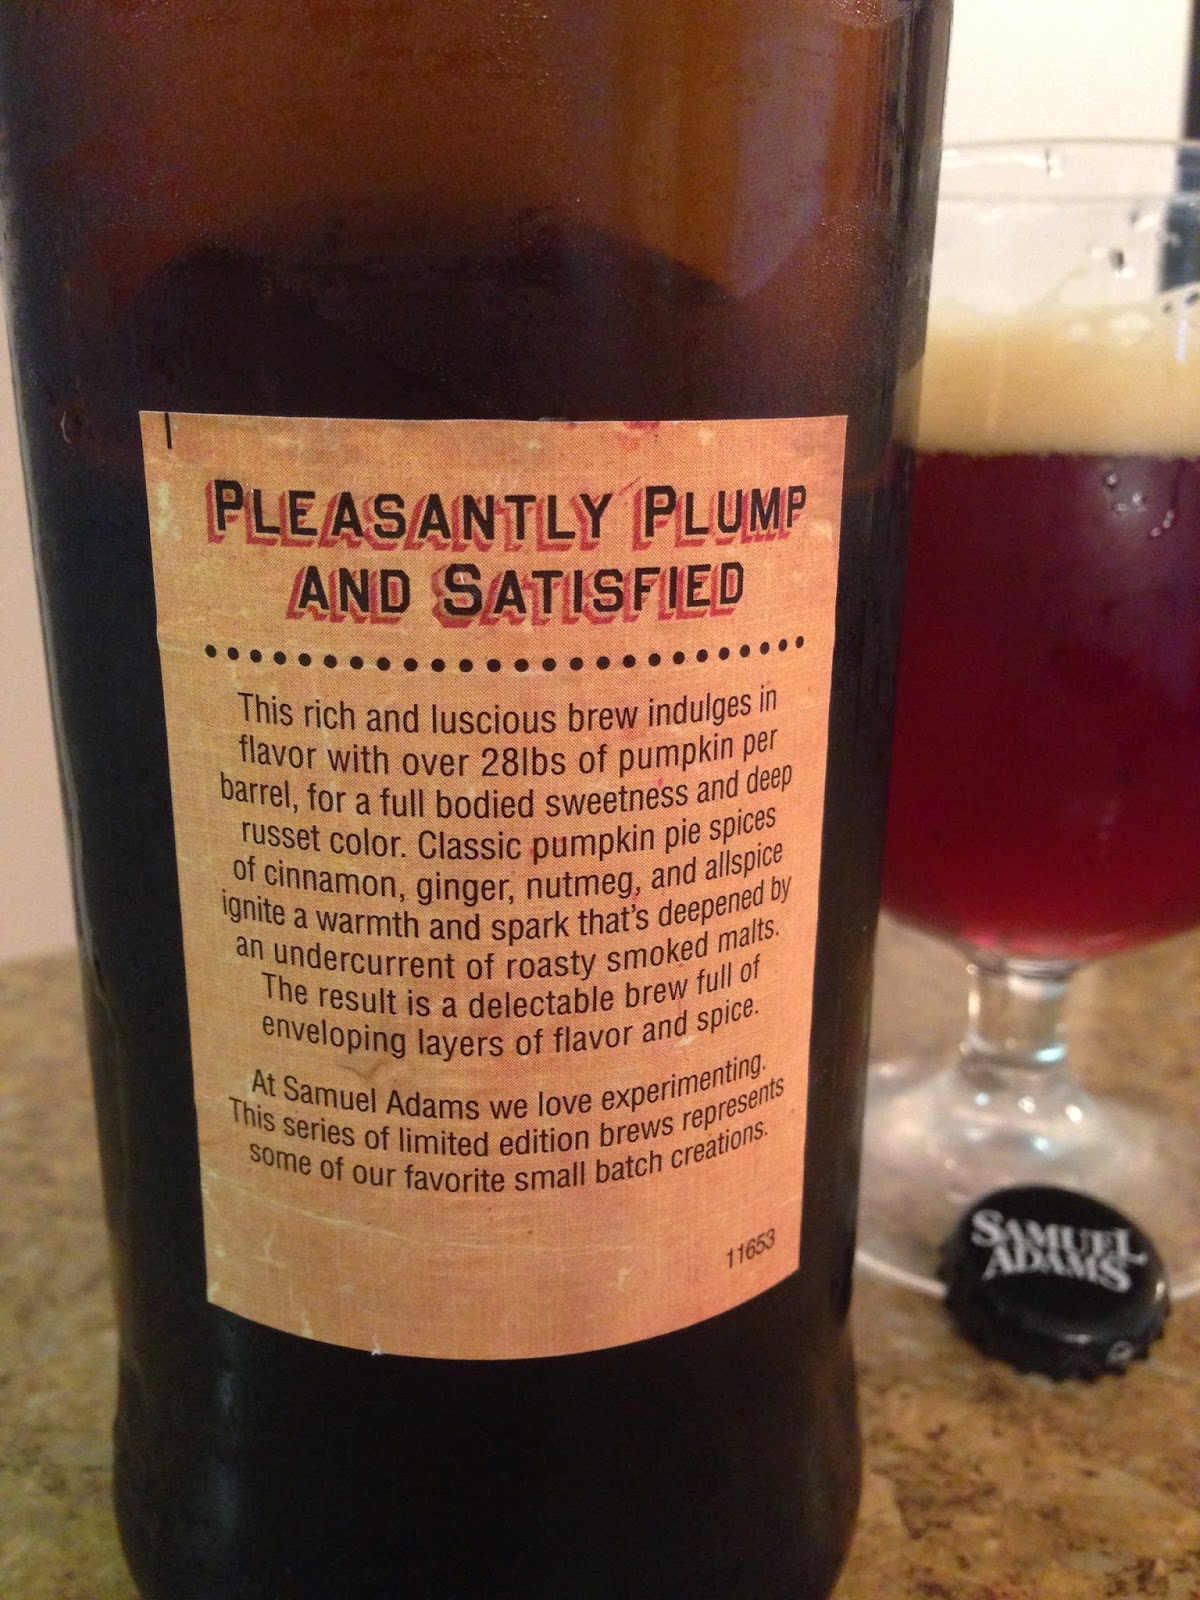 PLEASANTLY PLUMP
AND SATISFIED
This rich and luscious brew indulges in
flavor with over 28lbs of pumpkin per
barrel, for a full bodied sweetness and deep
russet color. Classic pumpkin pie spices
of cinnamon, ginger, nutmeg, and allspice
ignite a warmth and spark that's deepened by
an undercurrent of roasty smoked malts.
The result is a delectable brew full of
enveloping layers of flavor and spice.
At Samuel Adams we love experimenting.
This series of limited edition brews represents
some of our favorite small batch creations.
11653
SAMUEL
ADAMS